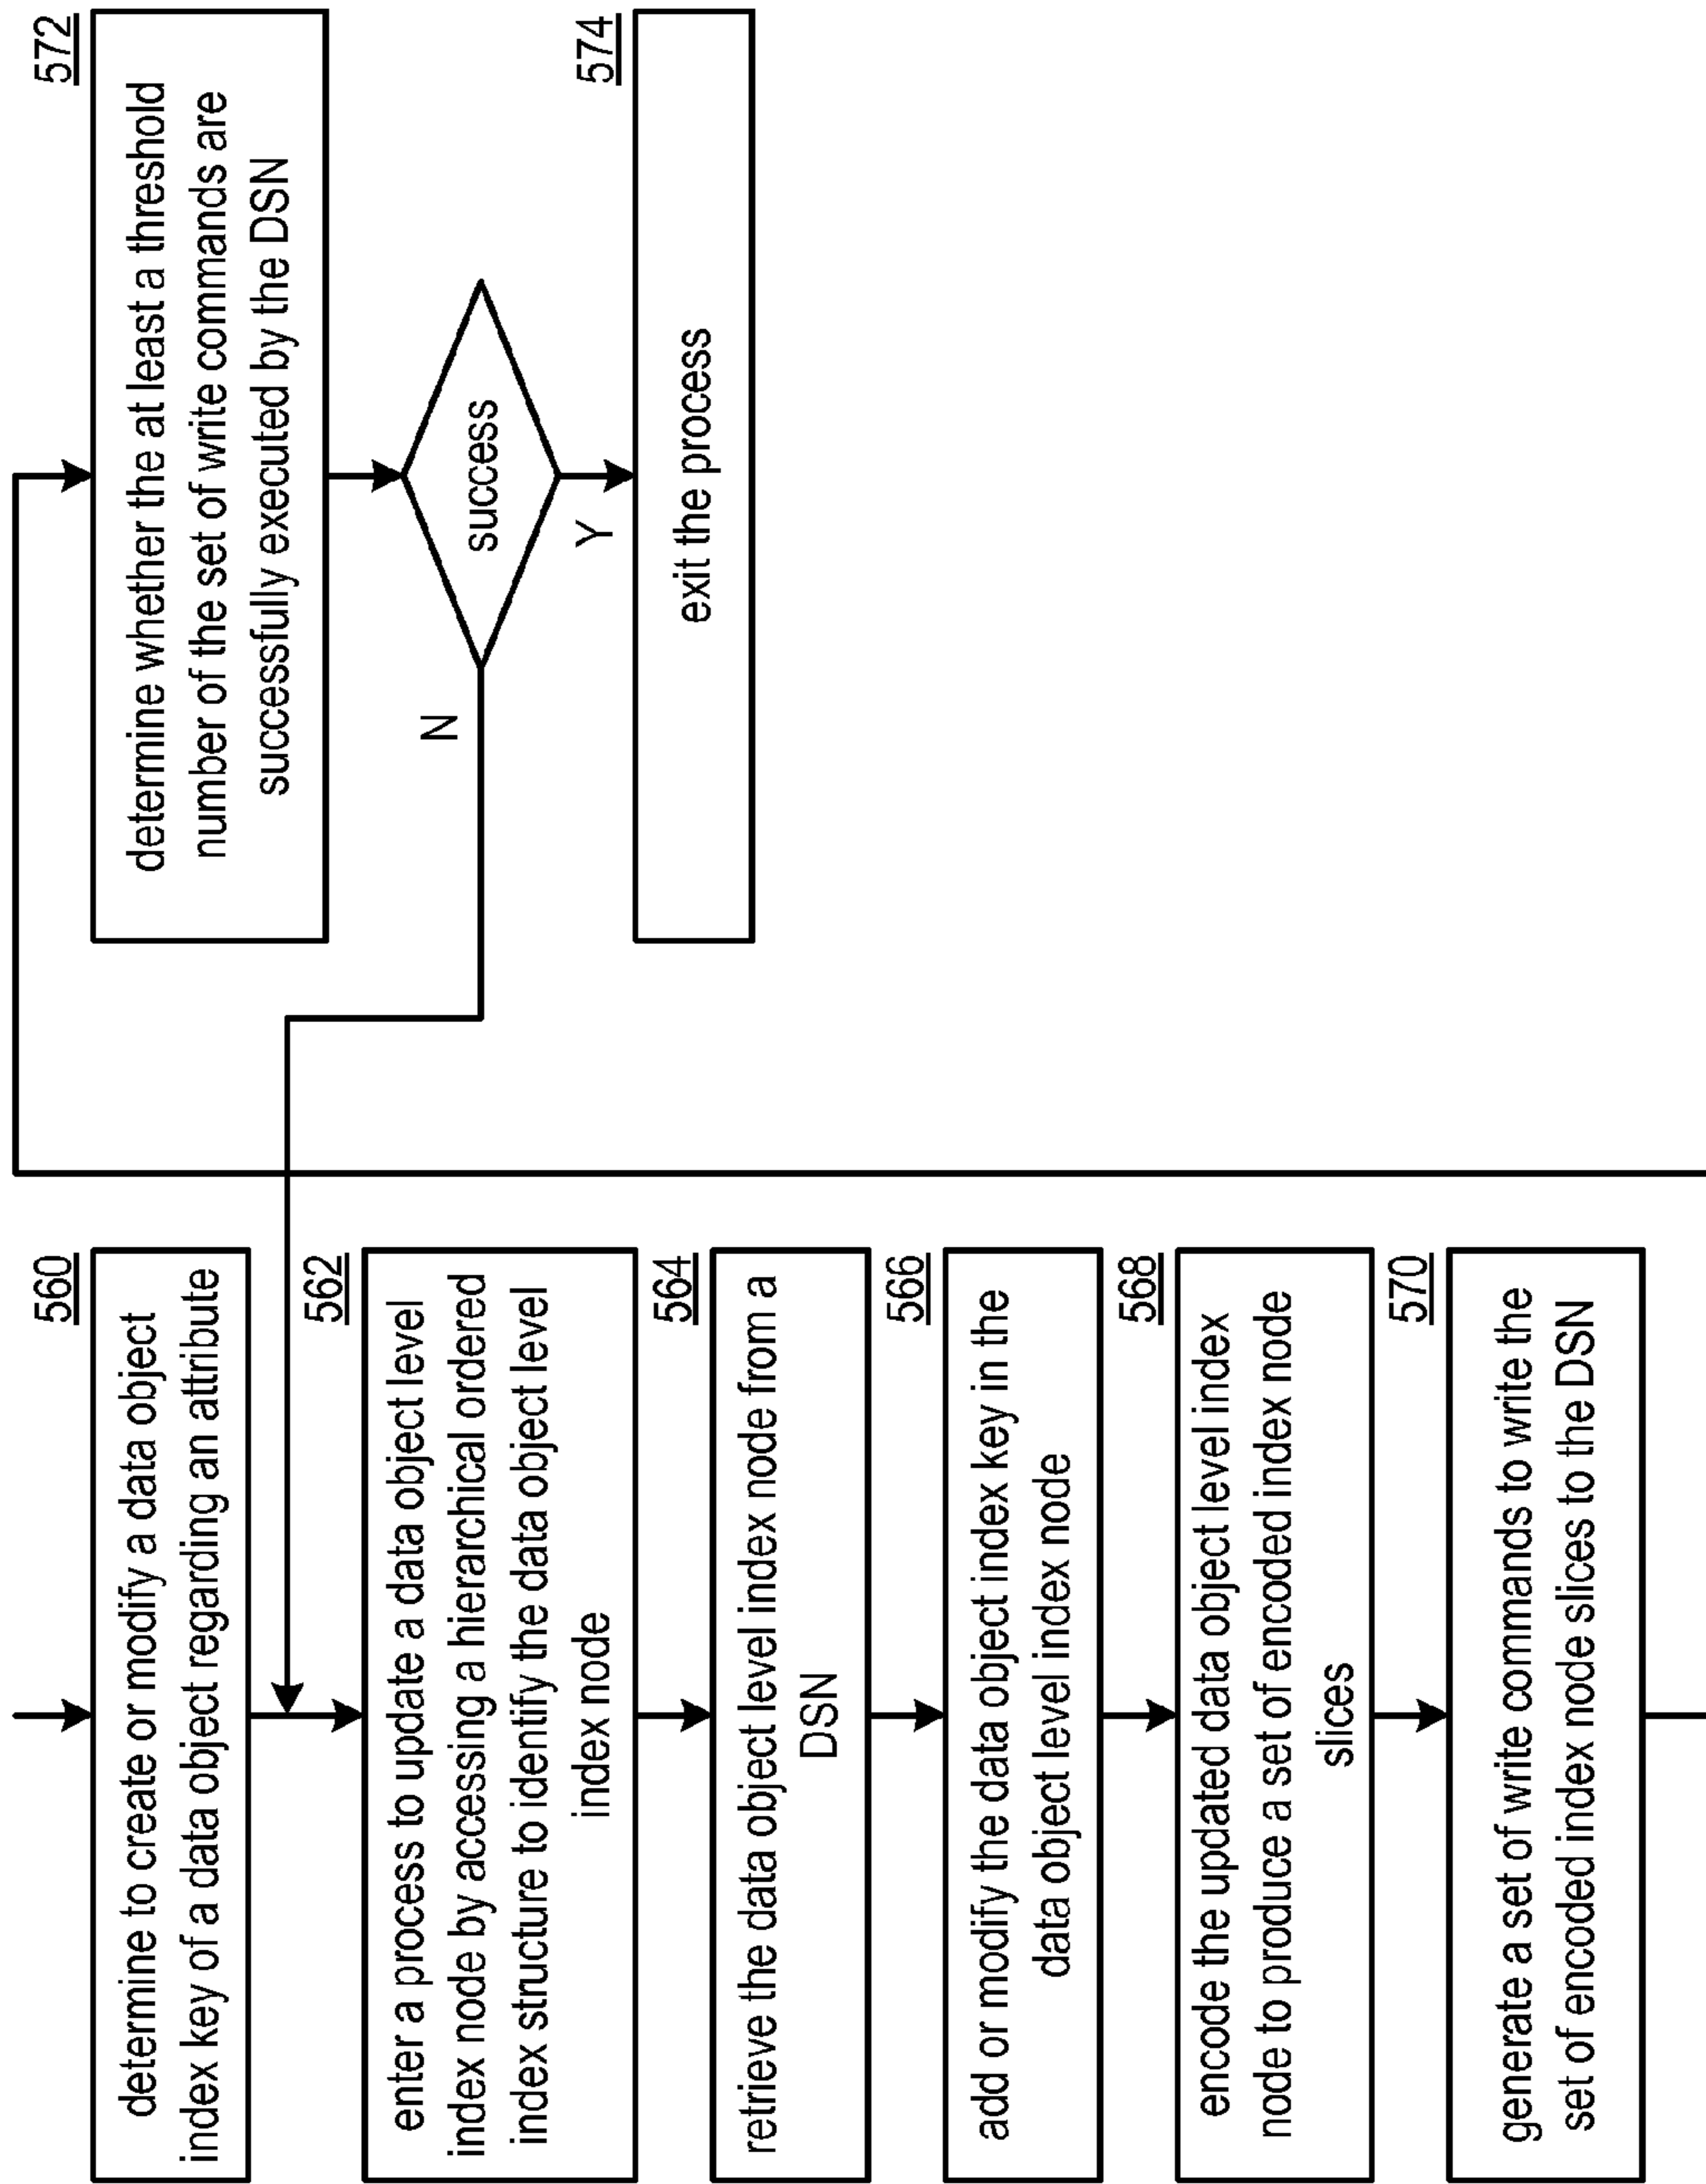 560
determine to create or modify a data object
index key of a data object regarding an attribute
562
enter a process to update a data object level
index node by accessing a hierarchical ordered
index structure to identify the data object level
index node
564
retrieve the data object level index node from a
DSN
566
add or modify the data object index key in the
data object level index node
568
encode the updated data object level index
node to produce a set of encoded index node
slices
570
generate a set of write commands to write the
set of encoded index node slices to the DSN
572
determine whether the at least a threshold
number of the set of write commands are
successfully executed by the DSN
success
N
Y
574
exit the process